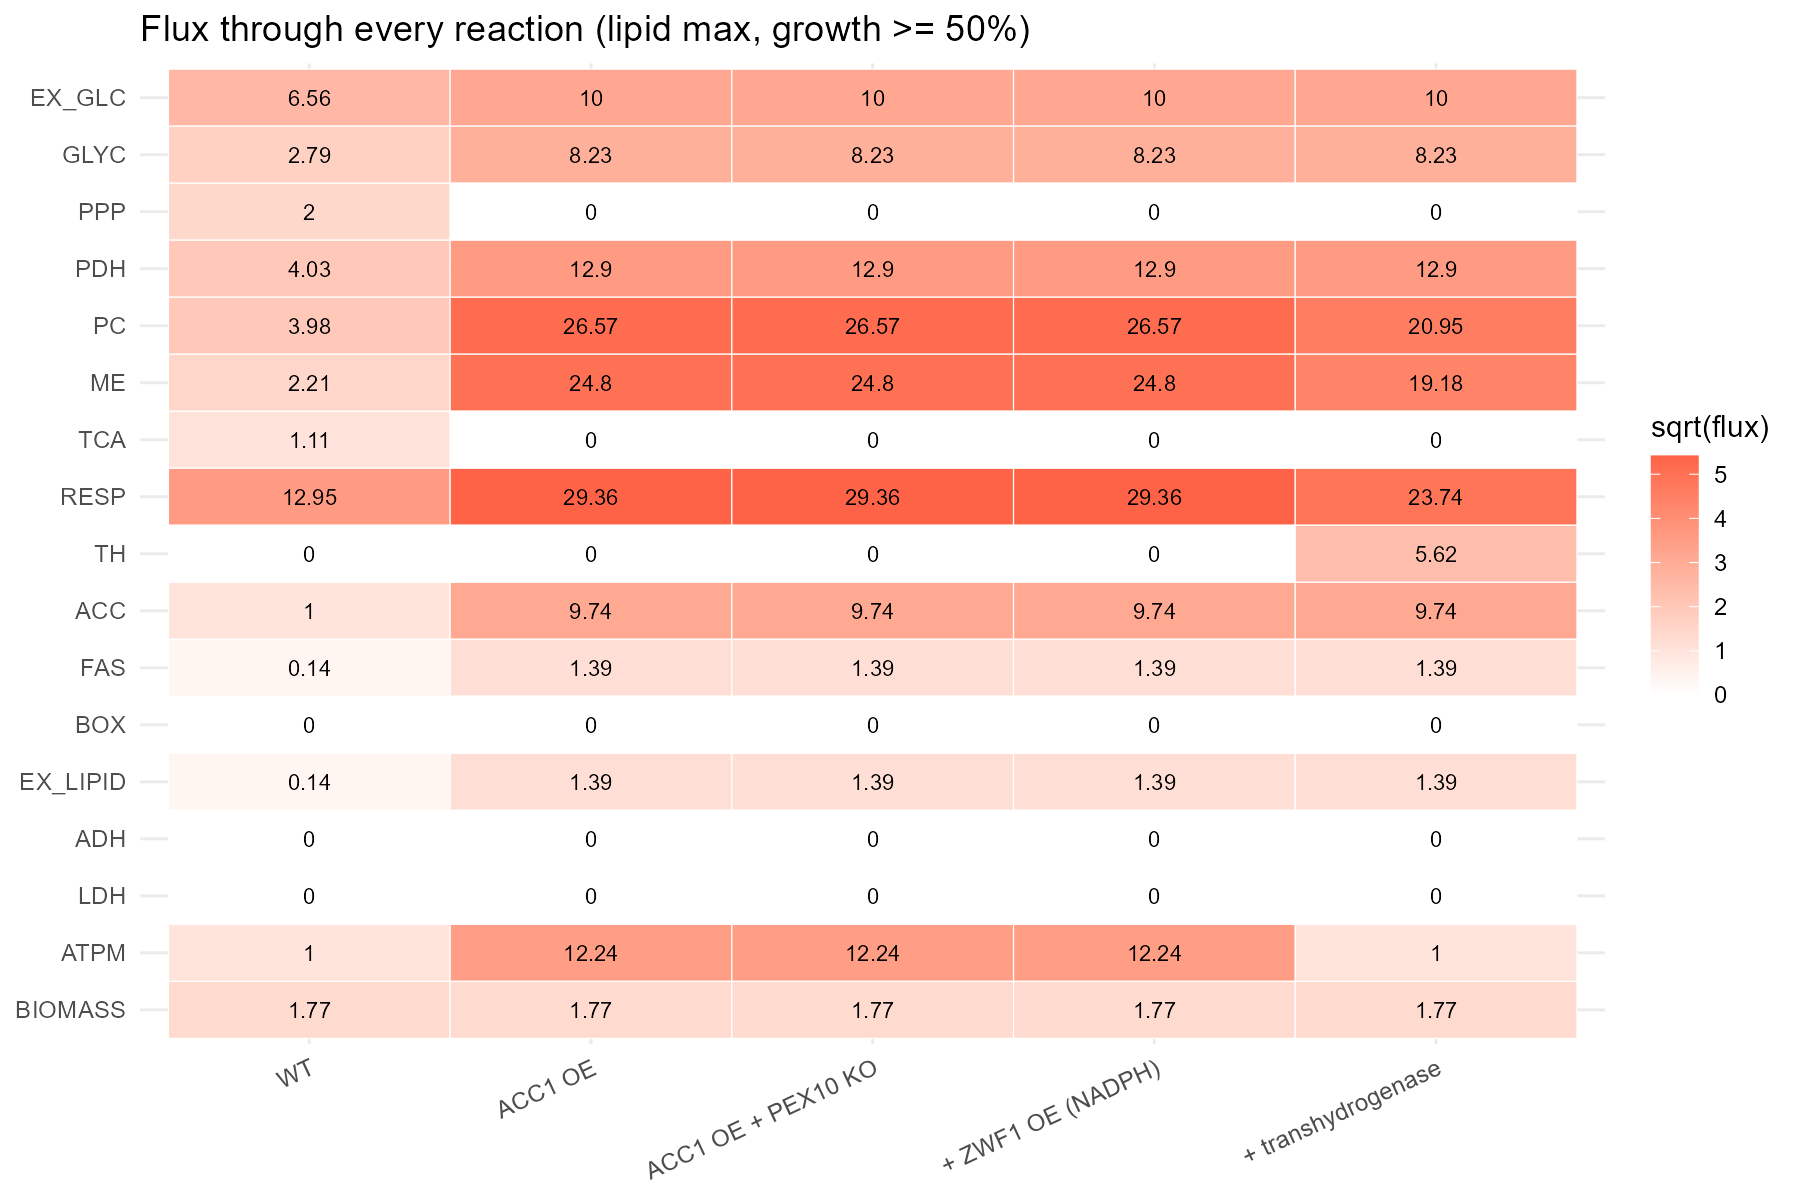 Flux through every reaction (lipid max, growth >= 50%)
EX_GLC 6.56 10 10 10 10
GLYC 2.79 8.23 8.23 8.23 8.23
PPP 2 0 0 0 0
PDH 4.03 12.9 12.9 12.9 12.9
PC 3.98 26.57 26.57 26.57 20.95
ME 2.21 24.8 24.8 24.8 19.18
TCA 1.11 0 0 0 0
RESP 12.95 29.36 29.36 29.36 23.74
TH 0 0 0 0 5.62
ACC 1 9.74 9.74 9.74 9.74
FAS 0.14 1.39 1.39 1.39 1.39
BOX 0 0 0 0 0
EX_LIPID 0.14 1.39 1.39 1.39 1.39
ADH 0 0 0 0 0
LDH 0 0 0 0 0
ATPM 1 12.24 12.24 12.24 1
BIOMASS 1.77 1.77 1.77 1.77 1.77
WT
ACC1 OE
ACC1 OE + PEX10 KO
+ ZWF1 OE (NADPH)
+ transhydrogenase
sqrt(flux)
5
4
3
2
1
0